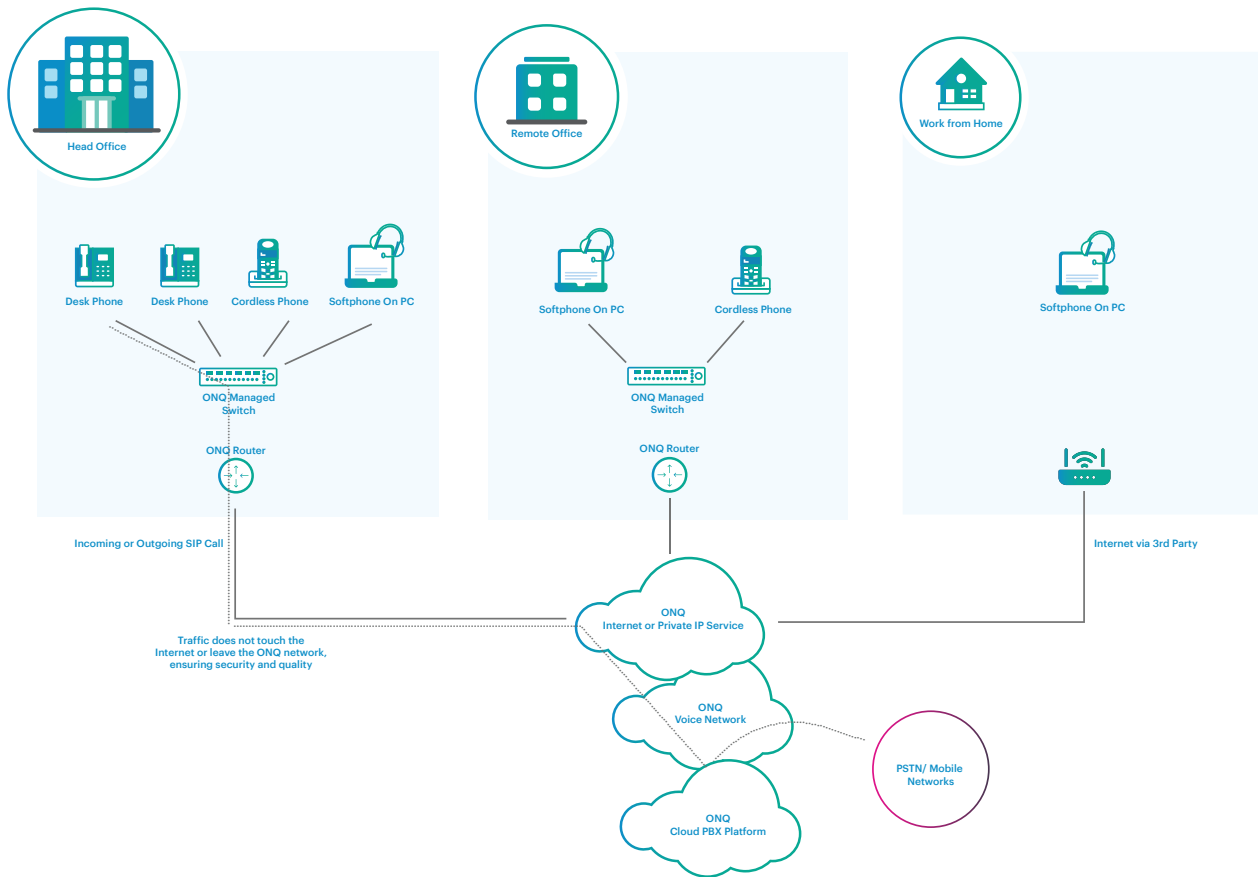 Head Office
Remote Office
Work from Home
Desk Phone
Desk Phone
Cordless Phone
Softphone On PC
Softphone On PC
Cordless Phone
Softphone On PC
ONQ Managed
Switch
ONQ Managed
Switch
ONQ Router
ONQ Router
Incoming or Outgoing SIP Call
Internet via 3rd Party
Traffic does not touch the
Internet or leave the ONQ network,
ensuring security and quality
ONQ
Internet or Private IP Service
ONQ
Voice Network
PSTN/ Mobile
Networks
ONQ
Cloud PBX Platform